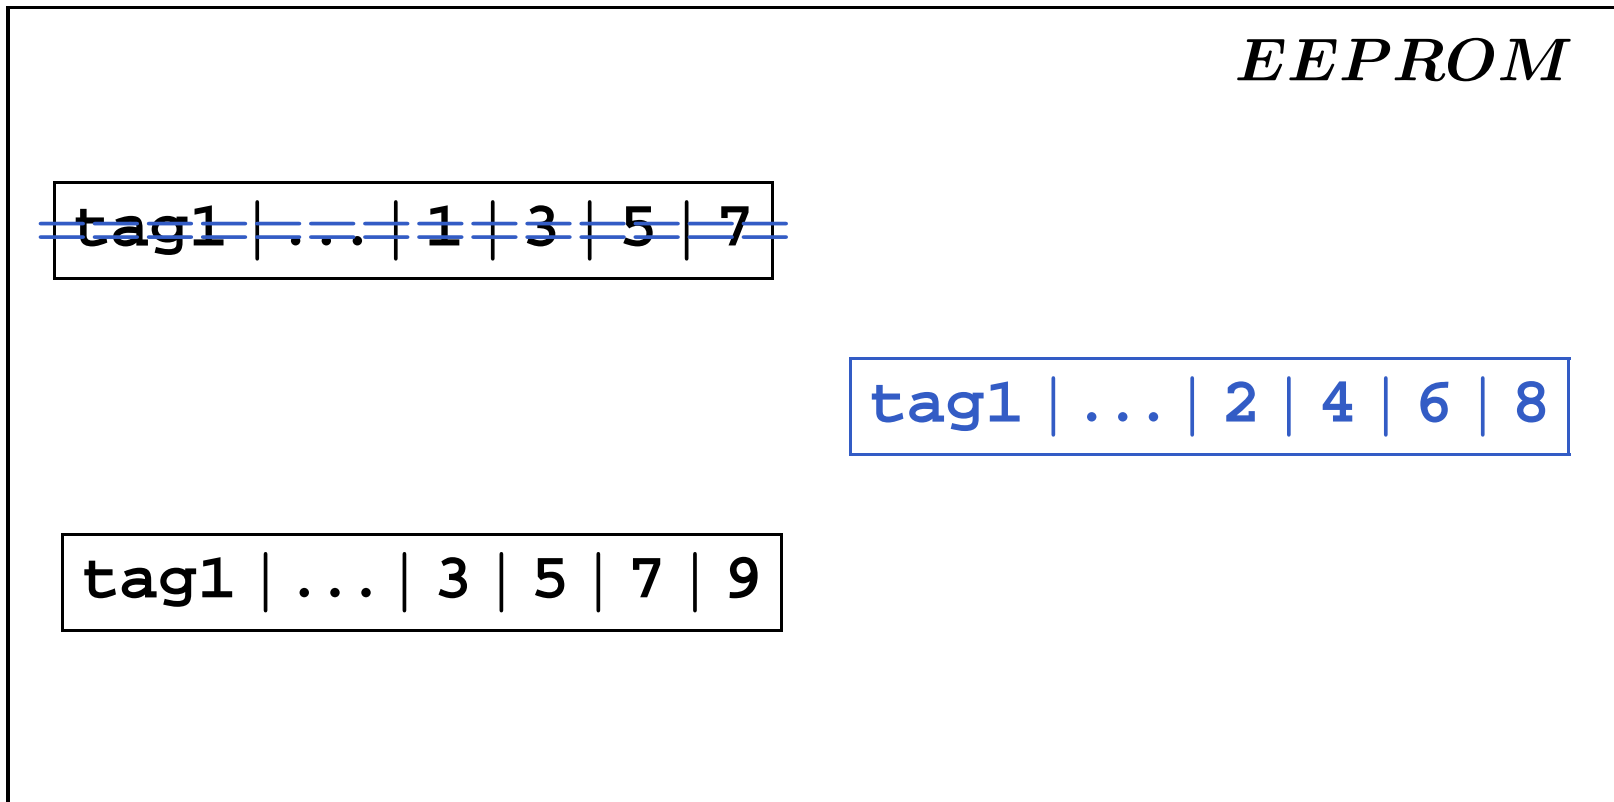 EEPROM
tag1 | ... | 1 | 3 | 5 | 7
tag1 | ... | 2 | 4 | 6 | 8
tag1 | ... | 3 | 5 | 7 | 9